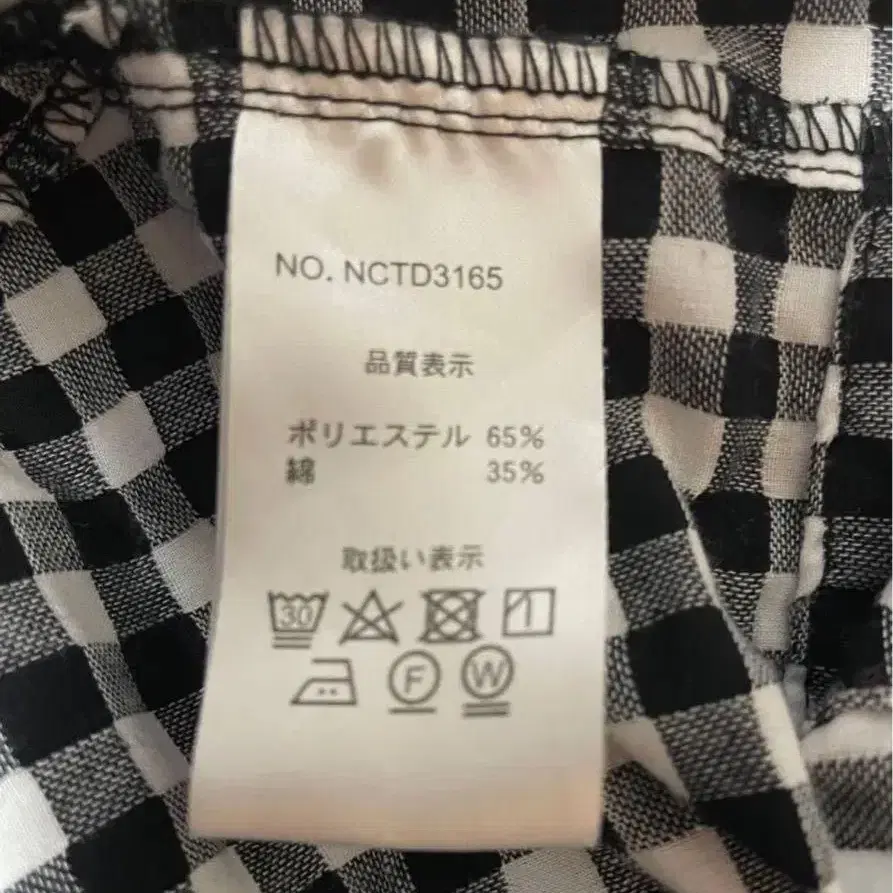 NO. NCTD3165
品質表示
ポリエステル 65%
綿 35%
取扱い表示
30
F W